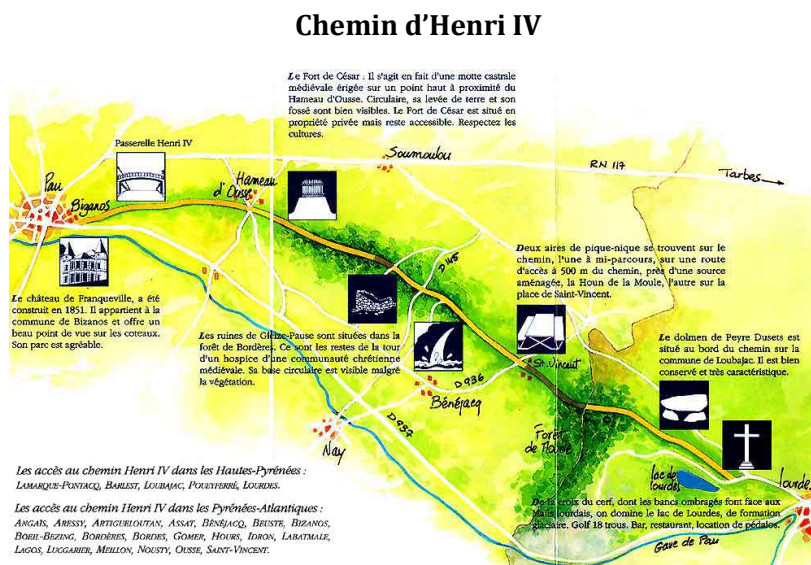 Chemin d'Henri IV
Le Fort de César : Il s'agit en fait d'une motte castrale
médiévale érigée sur un point haut à proximité du
Hameau d'Ousse. Circulaire, sa levée de terre et son
fossé sont bien visibles. Le Fort de César est situé en
propriété privée mais reste accessible. Respectez les
cultures.
Passerelle Henri IV
Soumoulou
RN 117
Tarbes
Pau
Bizanos
Hameau
d'Ousse
D 145
Deux aires de pique-nique se trouvent sur le
chemin, l'une à mi-parcours, sur une route
d'accès à 500 m du chemin, près d'une source
aménagée, la Houn de la Moule, l'autre sur la
place de Saint-Vincent.
Le château de Franqueville, a été
construit en 1851. Il appartient à la
commune de Bizanos et offre un
beau point de vue sur les coteaux.
Son parc est agréable.
Les ruines de Gleize-Pause sont situées dans la
forêt de Bordères. Ce sont les restes de la tour
d'un hospice d'une communauté chrétienne
médiévale. Sa base circulaire est visible malgré
la végétation.
Le dolmen de Peyre Dusets est
situé au bord du chemin sur la
commune de Loubajac. Il est bien
conservé et très caractéristique.
St. Vincent
D 936
Bénéjacq
D 937
Nay
Forêt
de
lac de
Lourdes
Lourdes
Les accès au chemin Henri IV dans les Hautes-Pyrénées :
LAMARQUE-PONTACQ, BARLEST, LOUBAJAC, POUEYFERRÉ, LOURDES.
Les accès au chemin Henri IV dans les Pyrénées-Atlantiques :
ANGAÏS, ARESSY, ARTIGUELOUTAN, ASSAT, BÉNÉJACQ, BEUSTE, BIZANOS,
BOEIL-BEZING, BORDÈRES, BORDES, GOMER, HOURS, IDRON, LABATMALE,
LAGOS, LUCGARIER, MEILLON, NOUSTY, OUSSE, SAINT-VINCENT.
De la croix du cerf, dont les bancs ombragés font face aux
lourdais, on domine le lac de Lourdes, de formation
glaciaire. Golf 18 trous. Bar, restaurant, location de pédalos.
Gave de Pau